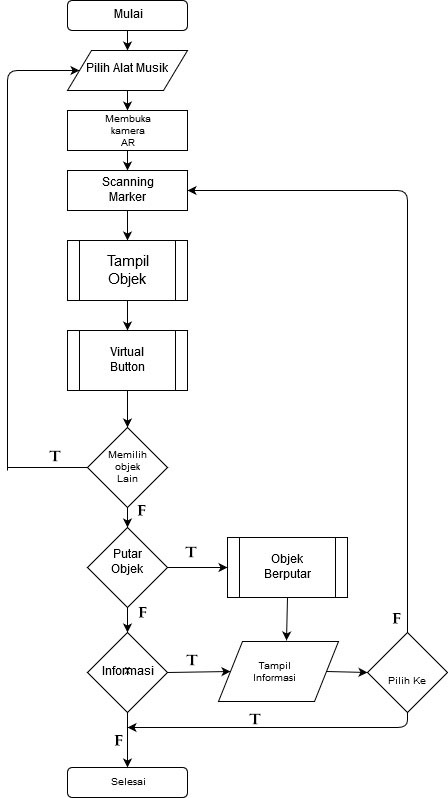 Mulai
Pilih Alat Musik
Membuka
kamera
AR
Scanning
Marker
Tampil
Objek
Virtual
Button
Memilih
objek
Lain
T
F
Putar
Objek
T
Objek
Berputar
F
Informasi
T
Tampil
Informasi
F
Pilih Ke
T
F
Selesai